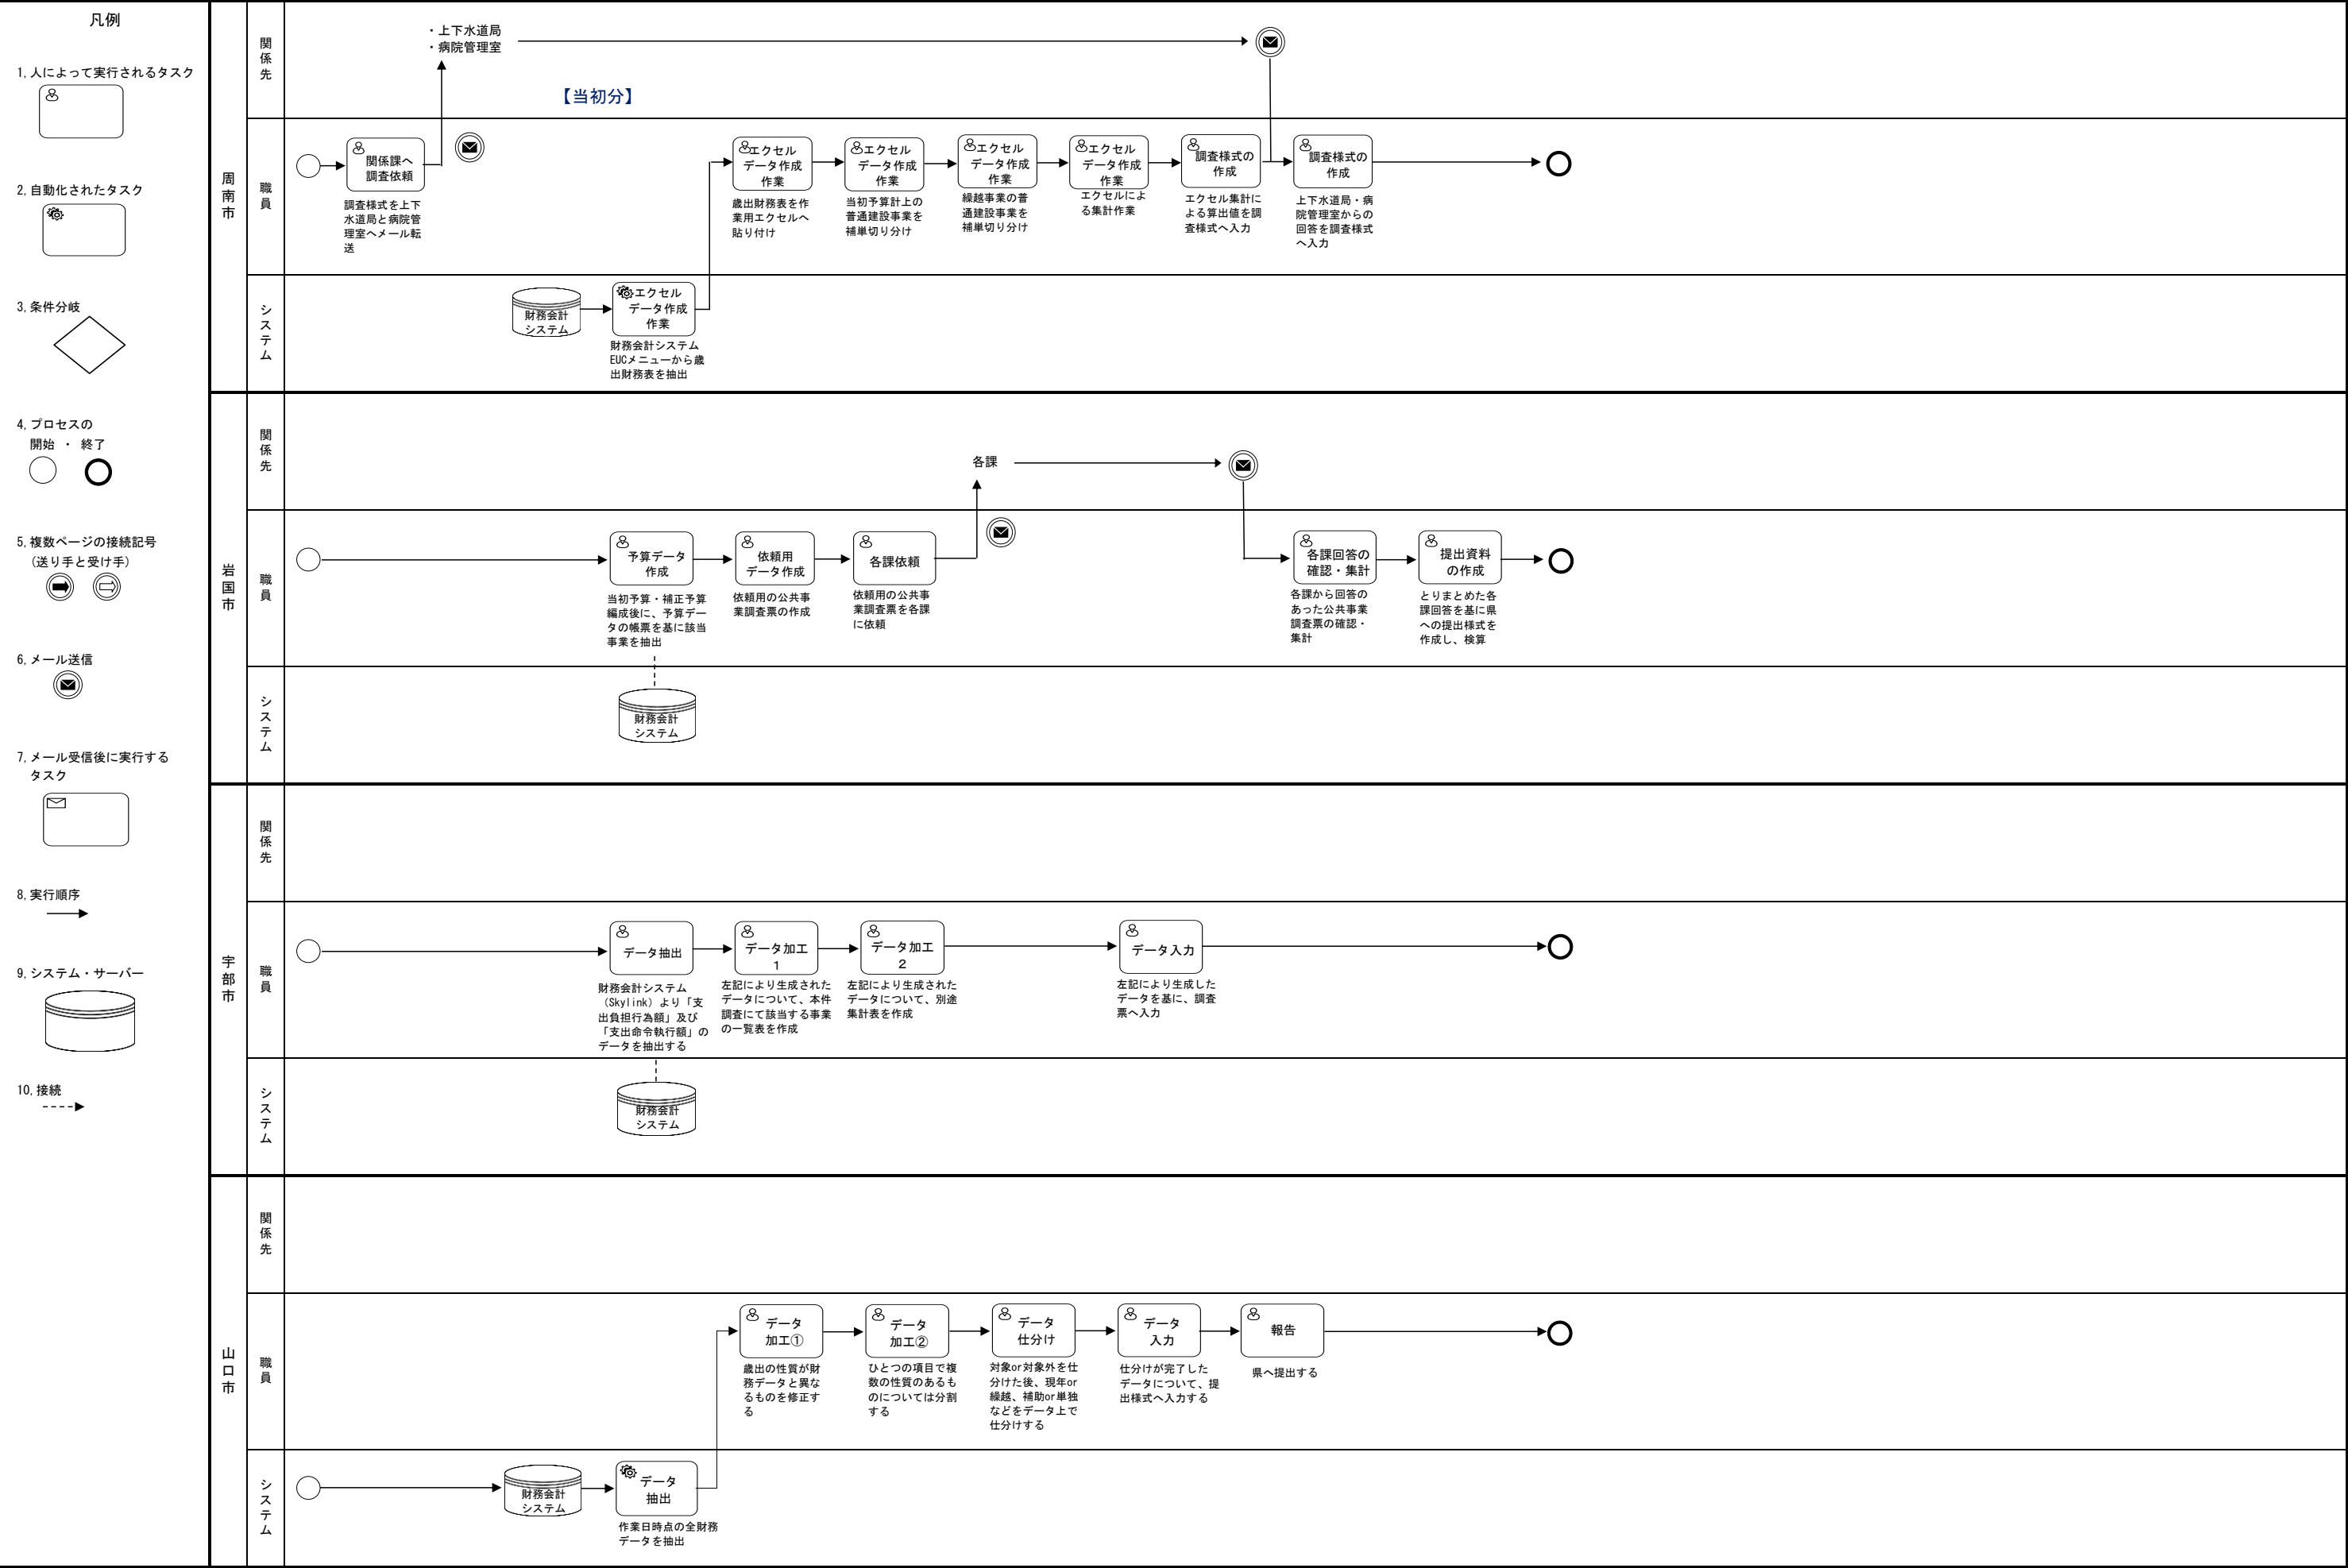 凡例
1,人によって実行されるタスク
2,自動化されたタスク
3,条件分岐
4,プロセスの
開始 ・ 終了
5,複数ページの接続記号
(送り手と受け手)
6,メール送信
7,メール受信後に実行する
タスク
8,実行順序
9,システム・サーバー
10,接続
周南市
関係先
・上下水道局
・病院管理室
【当初分】
職員
関係課へ
調査依頼
調査様式を上下
水道局と病院管
理室へメール転
送
エクセル
データ作成
作業
歳出財務表を作
業用エクセルへ
貼り付け
エクセル
データ作成
作業
当初予算計上の
普通建設事業を
補単切り分け
エクセル
データ作成
作業
繰越事業の普
通建設事業を
補単切り分け
エクセル
データ作成
作業
エクセルによ
る集計作業
調査様式の
作成
エクセル集計に
よる算出値を調
査様式へ入力
調査様式の
作成
上下水道局・病
院管理室からの
回答を調査様式
へ入力
システム
財務会計
システム
エクセル
データ作成
作業
財務会計システム
EUCメニューから歳
出財務表を抽出
岩国市
関係先
各課
職員
予算データ
作成
当初予算・補正予算
編成後に、予算デー
タの帳票を基に該当
事業を抽出
依頼用
データ作成
依頼用の公共事
業調査票の作成
各課依頼
依頼用の公共事
業調査票を各課
に依頼
各課回答の
確認・集計
各課から回答の
あった公共事業
調査票の確認・
集計
提出資料
の作成
とりまとめた各
課回答を基に県
への提出様式を
作成し、検算
システム
財務会計
システム
宇部市
関係先
職員
データ抽出
財務会計システム
(Skylink)より「支
出負担行為額」及び
「支出命令執行額」の
データを抽出する
データ加工
1
左記により生成された
データについて、本件
調査にて該当する事業
の一覧表を作成
データ加工
2
左記により生成された
データについて、別途
集計表を作成
データ入力
左記により生成した
データを基に、調査
票へ入力
システム
財務会計
システム
山口市
関係先
職員
データ
加工①
歳出の性質が財
務データと異な
るものを修正す
る
データ
加工②
ひとつの項目で複
数の性質のあるも
のについては分割
する
データ
仕分け
対象or対象外を仕
分けた後、現年or
繰越、補助or単独
などをデータ上で
仕分けする
データ
入力
仕分けが完了した
データについて、提
出様式へ入力する
報告
県へ提出する
システム
財務会計
システム
データ
抽出
作業日時点の全財務
データを抽出